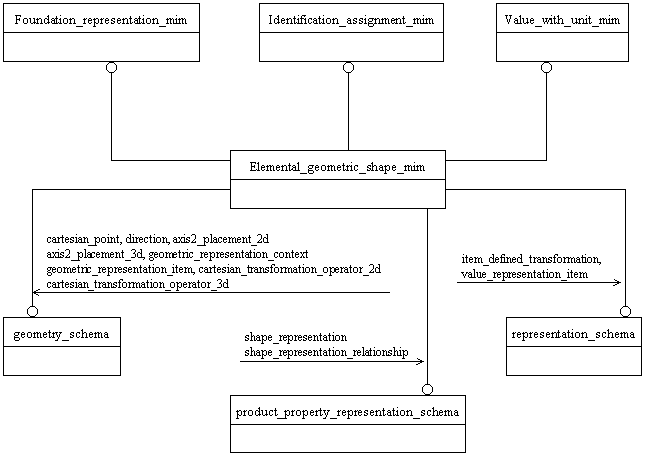 Foundation_representation_mim
Identification_assignment_mim
Value_with_unit_mim
Elemental_geometric_shape_mim
cartesian_point, direction, axis2_placement_2d
axis2_placement_3d, geometric_representation_context
geometric_representation_item, cartesian_transformation_operator_2d
cartesian_transformation_operator_3d
item_defined_transformation,
value_representation_item
geometry_schema
representation_schema
shape_representation
shape_representation_relationship
product_property_representation_schema